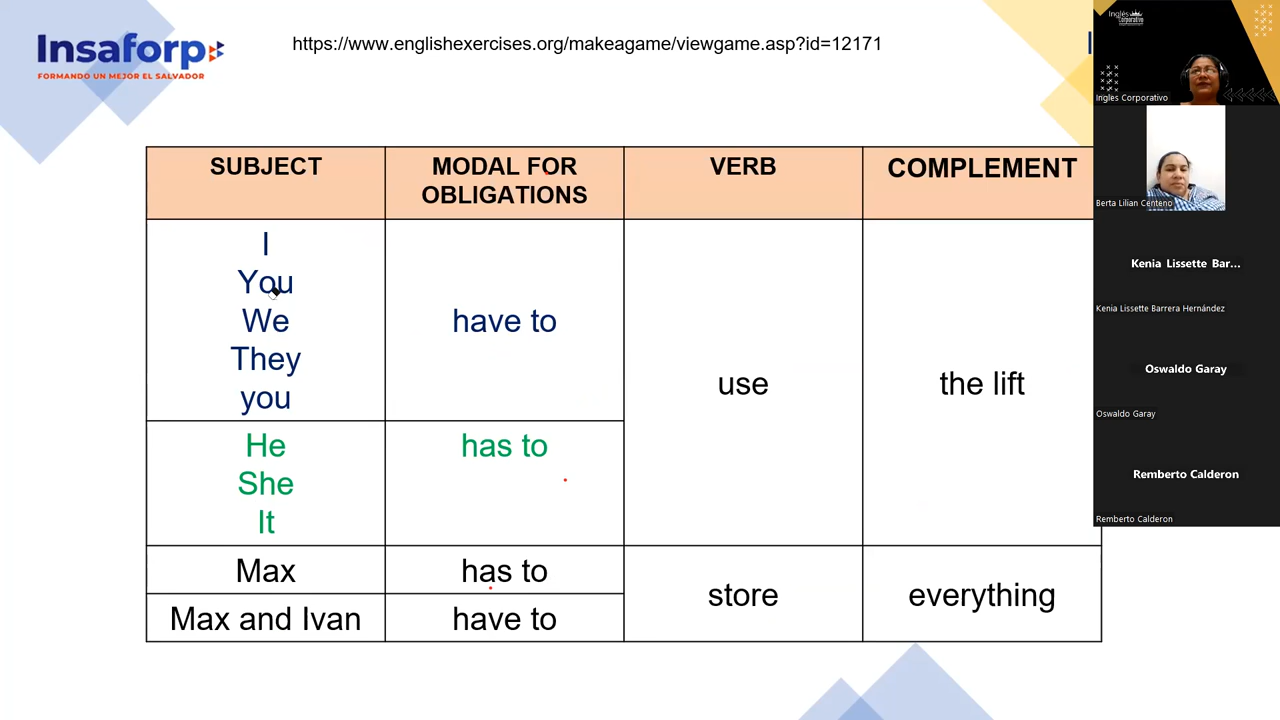 Insaforp
FORMANDO UN MEJOR EL SALVADOR
https://www.englishexercises.org/makeagame/viewgame.asp?id=12171
SUBJECT
MODAL FOR
OBLIGATIONS
VERB
COMPLEMENT
I
You
We
They
you
have to
use
the lift
He
She
It
has to
Max
has to
store
everything
Max and Ivan
have to
Inglés
Corporativo
Ingles Corporativo
Berta Lilian Centeno
Kenia Lissette Bar...
Kenia Lissette Barrera Hernández
Oswaldo Garay
Oswaldo Garay
Remberto Calderon
Remberto Calderon